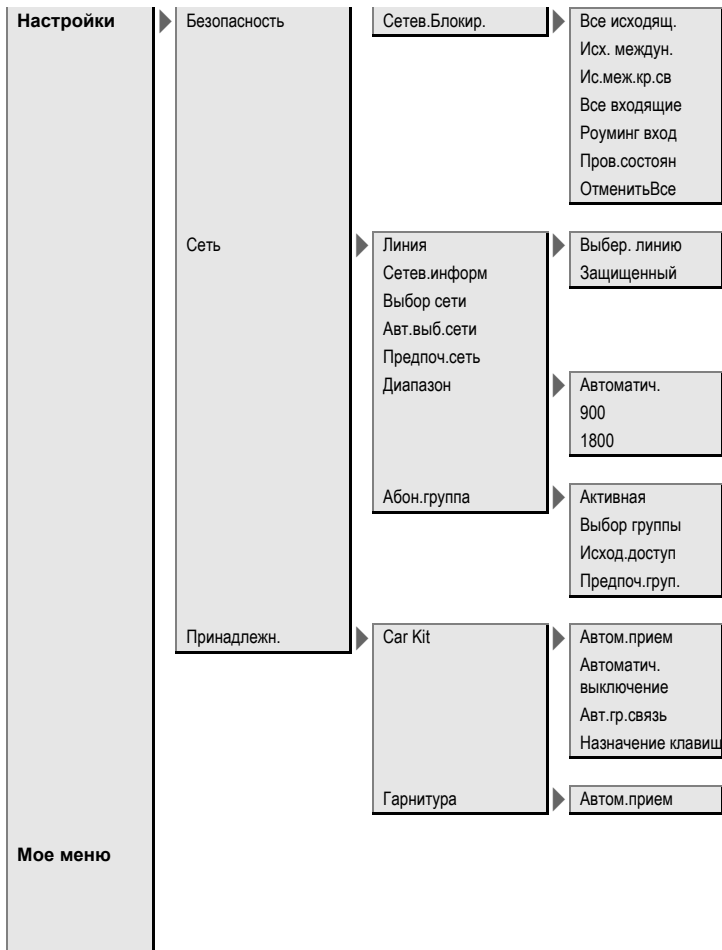 Настройки
Безопасность
Сетев.Блокир.
Все исходящ.
Исх. междун.
Ис.меж.кр.св
Все входящие
Роуминг вход
Пров.состоян
ОтменитьВсе
Сеть
Линия
Выбер. линию
Защищенный
Сетев.информ
Выбор сети
Авт.выб.сети
Предпоч.сеть
Диапазон
Автоматич.
900
1800
Абон.группа
Активная
Выбор группы
Исход.доступ
Предпоч.груп.
Принадлежн.
Car Kit
Автом.прием
Автоматич.
выключение
Авт.гр.связь
Назначение клавиш
Гарнитура
Автом.прием
Мое меню